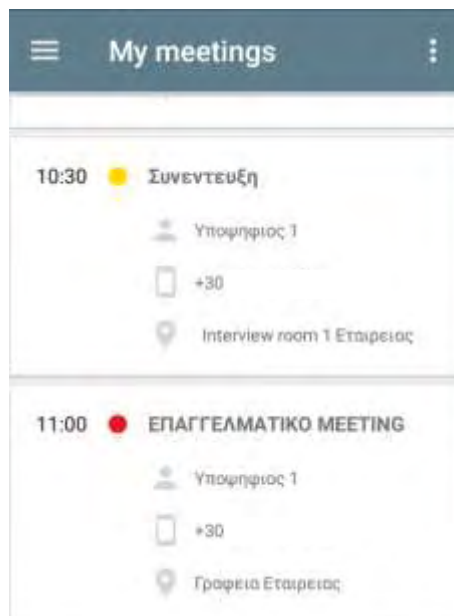 My meetings
10:30 Συνεντευξη
Υποψηφιος 1
+30
Interview room 1 Εταιρειας
11:00 ΕΠΑΓΓΕΛΜΑΤΙΚΟ MEETING
Υποψηφιος 1
+30
Γραφεια Εταιρειας